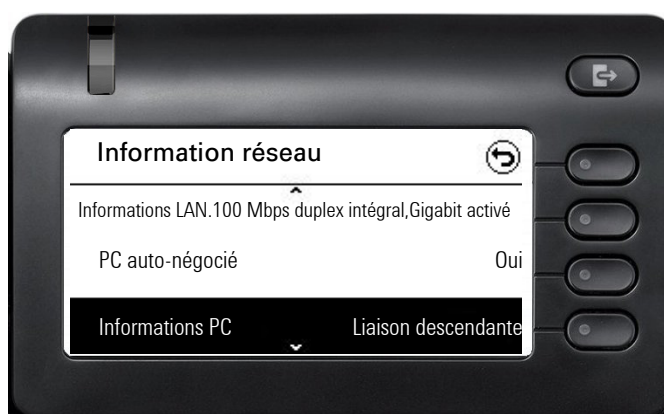 Information réseau
Informations LAN.100 Mbps duplex intégral,Gigabit activé
PC auto-négocié Oui
Informations PC Liaison descendante